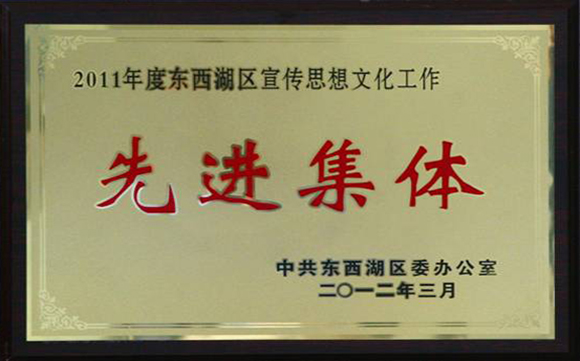 2011年度东西湖区宣传思想文化工作
先进集体
中共东西湖区委办公室
二〇一二年三月